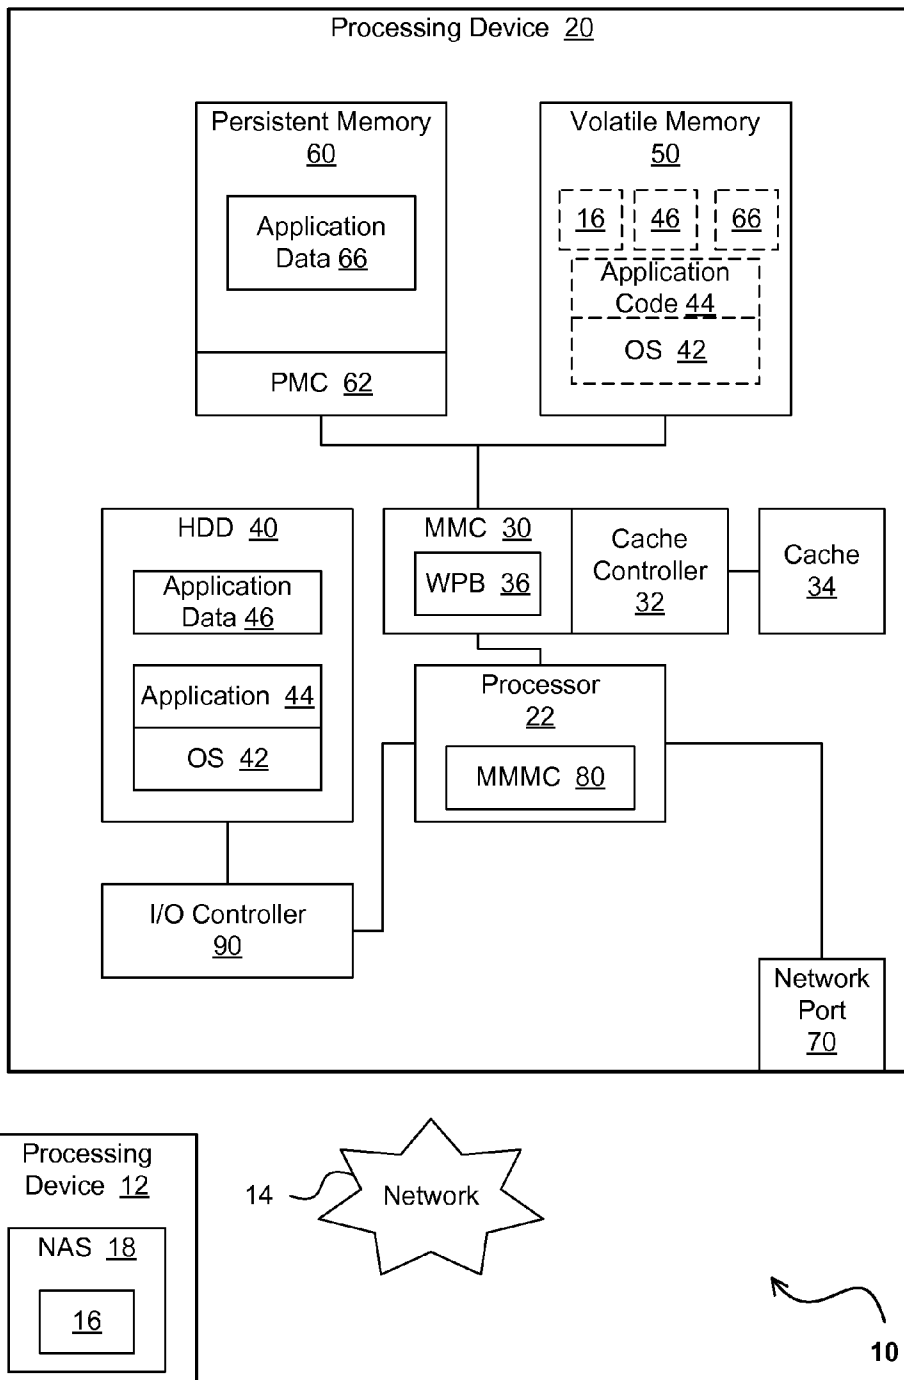 Processing Device 20
Persistent Memory
60
Application
Data 66
PMC 62
Volatile Memory
50
16 46 66
Application
Code 44
OS 42
HDD 40
Application
Data 46
Application 44
OS 42
MMC 30
WPB 36
Cache
Controller
32
Cache
34
Processor
22
MMMC 80
I/O Controller
90
Network
Port
70
Processing
Device 12
NAS 18
16
14
Network
10